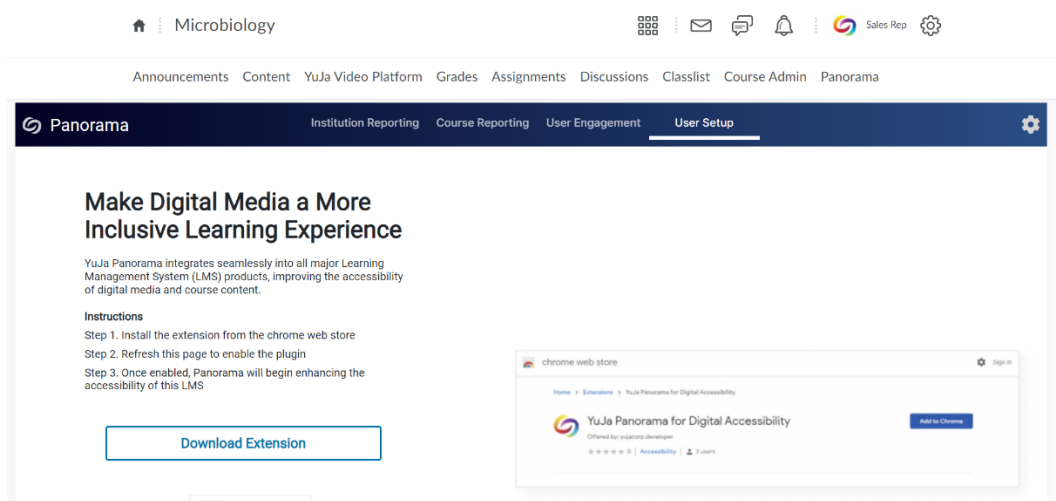 Microbiology
Sales Rep
Announcements Content YuJa Video Platform Grades Assignments Discussions Classlist Course Admin Panorama
Panorama
Institution Reporting Course Reporting User Engagement User Setup
Make Digital Media a More
Inclusive Learning Experience
YuJa Panorama integrates seamlessly into all major Learning
Management System (LMS) products, improving the accessibility
of digital media and course content.
Instructions
Step 1. Install the extension from the chrome web store
Step 2. Refresh this page to enable the plugin
Step 3. Once enabled, Panorama will begin enhancing the
accessibility of this LMS
Download Extension
chrome web store
Sign in
Home > Extensions > YuJa Panorama for Digital Accessibility
YuJa Panorama for Digital Accessibility
Add to Chrome
Offered by: yujacorp.developer
0 | Accessibility | 3 users